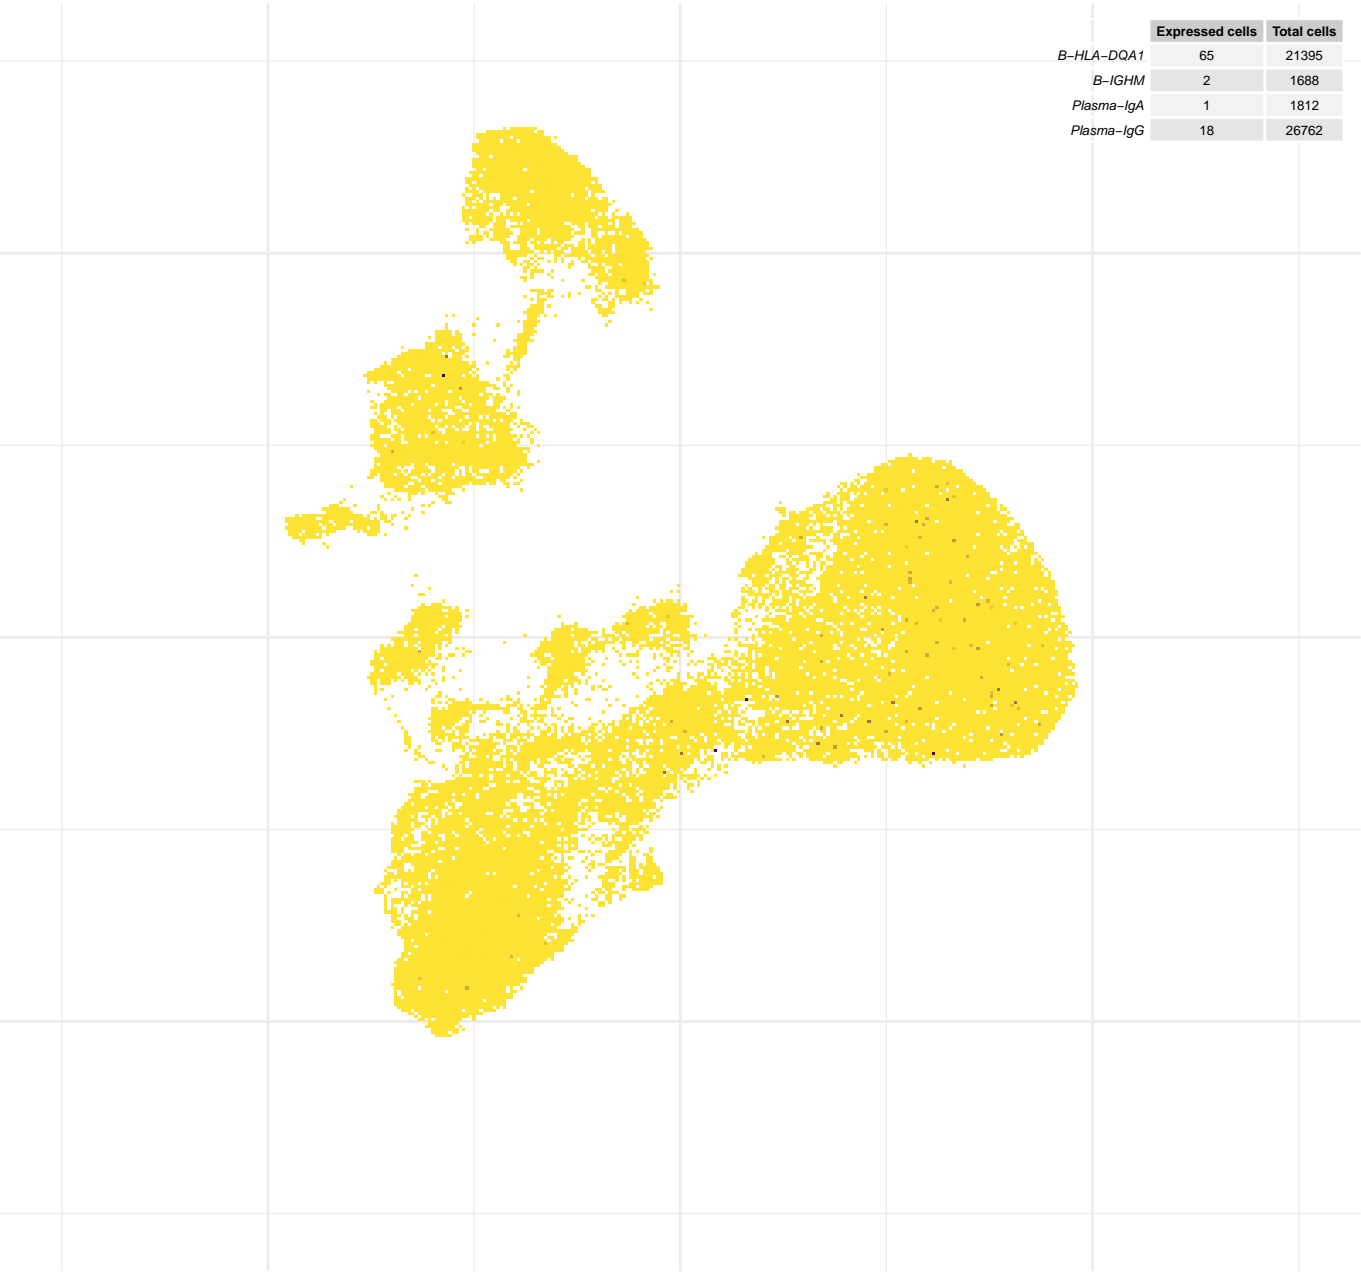 Expressed cells Total cells
B−HLA−DQA1 65 21395
B−IGHM 2 1688
Plasma−IgA 1 1812
Plasma−IgG 18 26762